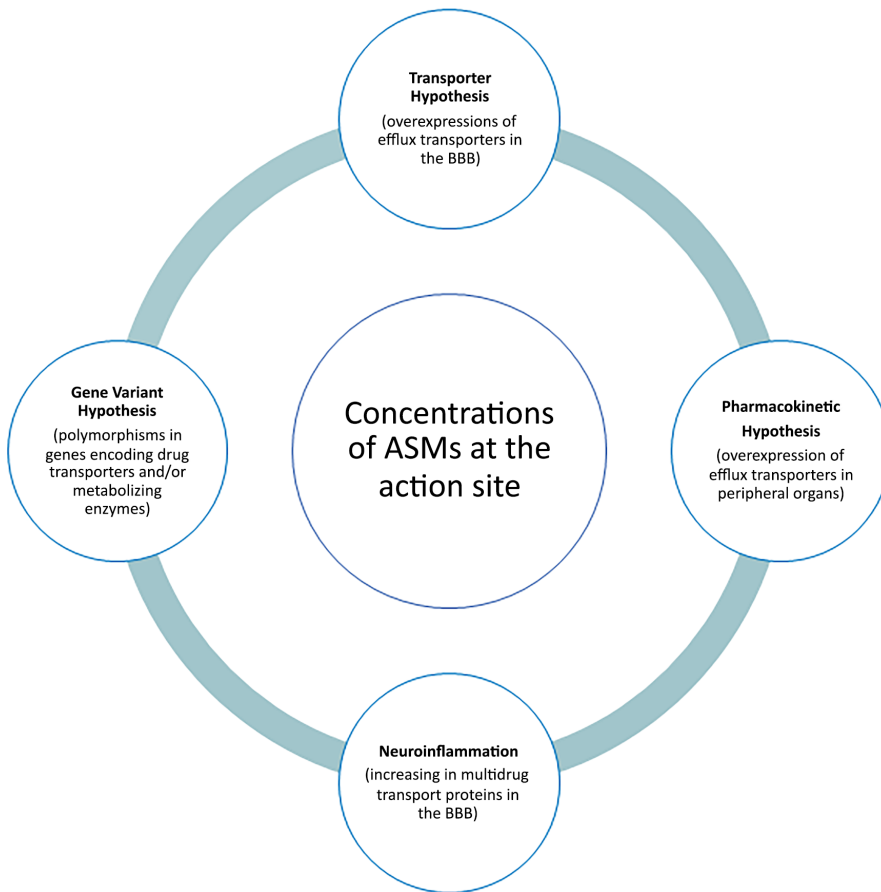 Transporter
Hypothesis
(overexpressions of
efflux transporters in
the BBB)
Gene Variant
Hypothesis
(polymorphisms in
genes encoding drug
transporters and/or
metabolizing
enzymes)
Concentrations
of ASMs at the
action site
Pharmacokinetic
Hypothesis
(overexpression of
efflux transporters in
peripheral organs)
Neuroinflammation
(increasing in multidrug
transport proteins in
the BBB)